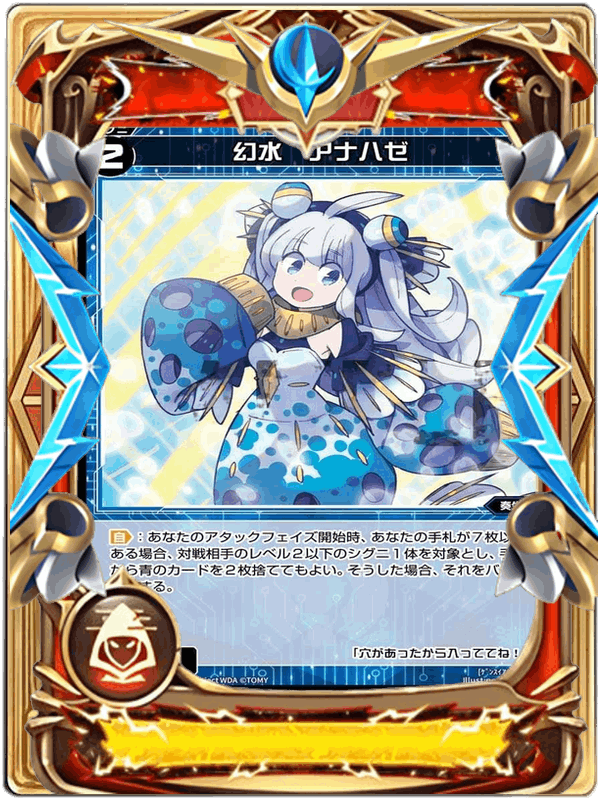 2
幻水 アナハゼ
奏
自：あなたのアタックフェイズ開始時、あなたの手札が7枚以
ある場合、対戦相手のレベル2以下のシグニ1体を対象とし、手
たら青のカードを2枚捨ててもよい。そうした場合、それをバ
する。
「穴があったから入っててね！
ject WDA ©TOMY
Illust